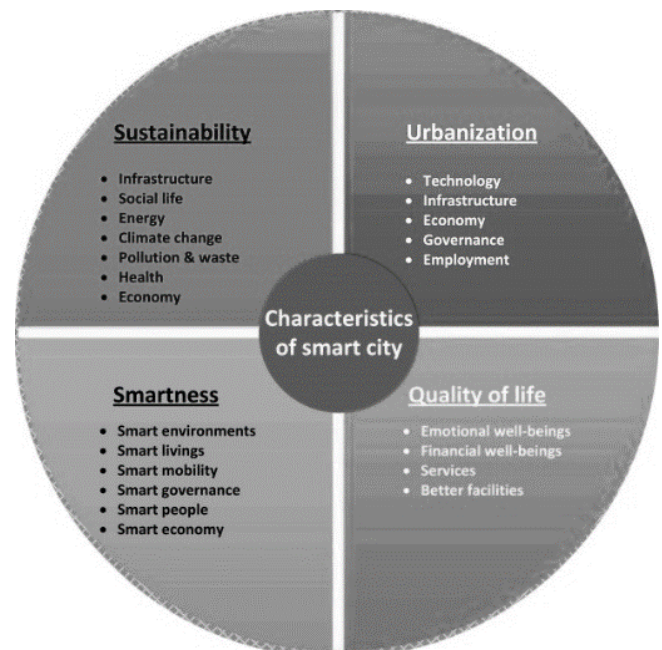 Sustainability
• Infrastructure
• Social life
• Energy
• Climate change
• Pollution & waste
• Health
• Economy
Urbanization
• Technology
• Infrastructure
• Economy
• Governance
• Employment
Characteristics
of smart city
Smartness
• Smart environments
• Smart livings
• Smart mobility
• Smart governance
• Smart people
• Smart economy
Quality of life
• Emotional well-beings
• Financial well-beings
• Services
• Better facilities